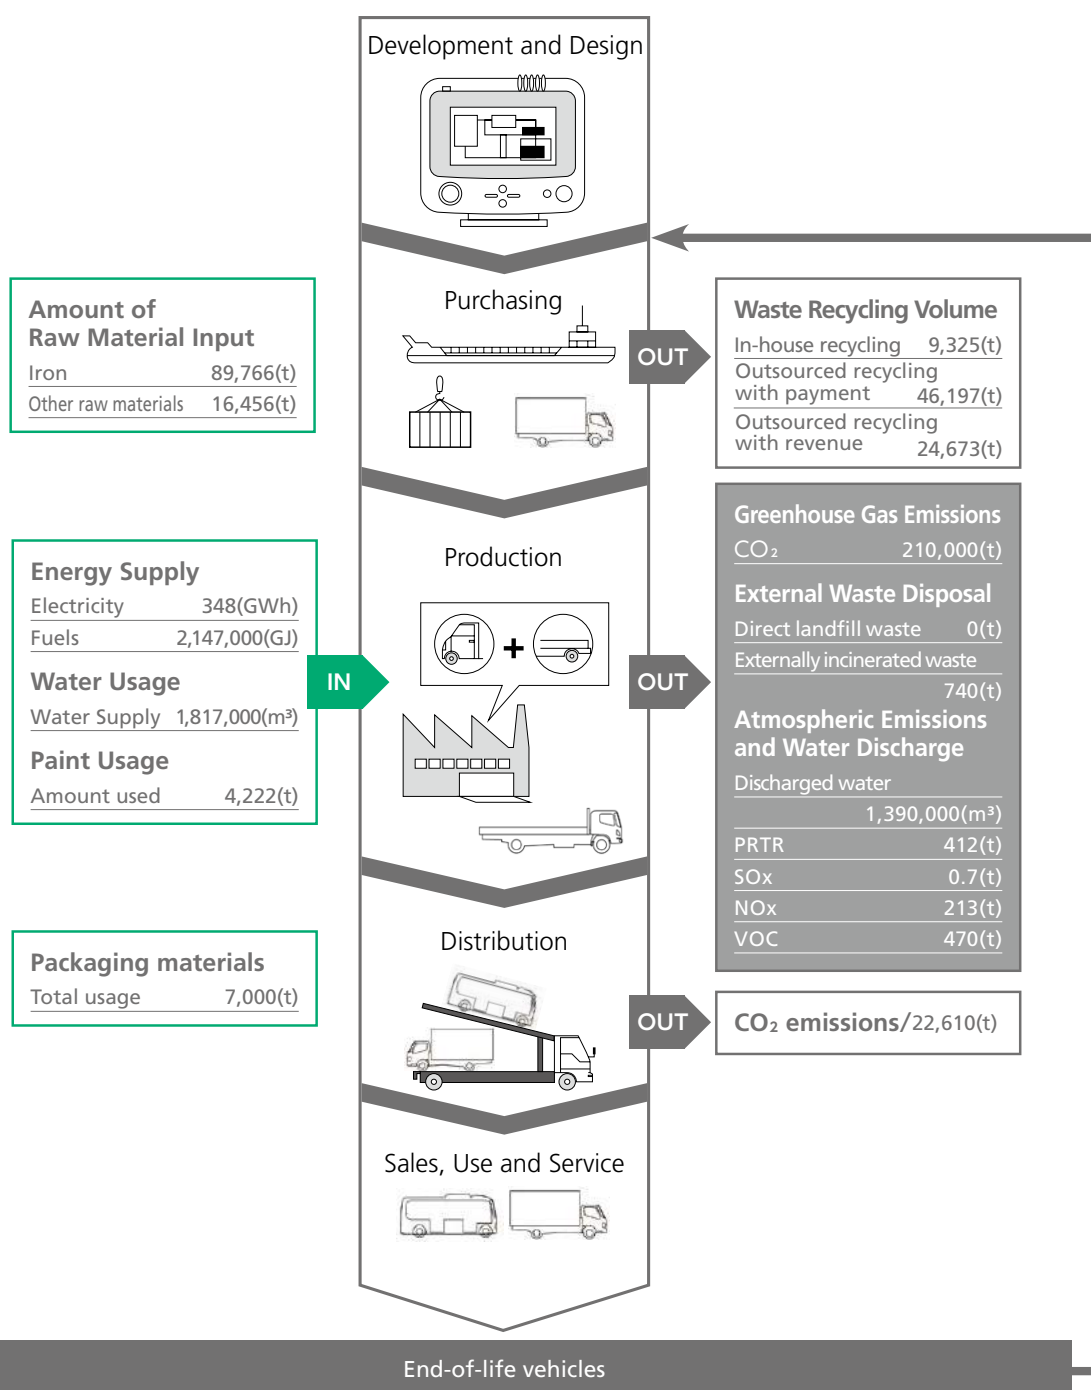 Development and Design
Purchasing
Amount of
Raw Material Input
Iron 89,766(t)
Other raw materials 16,456(t)
OUT
Waste Recycling Volume
In-house recycling 9,325(t)
Outsourced recycling
with payment 46,197(t)
Outsourced recycling
with revenue 24,673(t)
Production
Energy Supply
Electricity 348(GWh)
Fuels 2,147,000(GJ)
Water Usage
Water Supply 1,817,000(m³)
Paint Usage
Amount used 4,222(t)
IN
OUT
Greenhouse Gas Emissions
CO₂ 210,000(t)
External Waste Disposal
Direct landfill waste 0(t)
Externally incinerated waste
740(t)
Atmospheric Emissions
and Water Discharge
Discharged water
1,390,000(m³)
PRTR 412(t)
SOx 0.7(t)
NOx 213(t)
VOC 470(t)
Distribution
Packaging materials
Total usage 7,000(t)
OUT
CO₂ emissions/22,610(t)
Sales, Use and Service
End-of-life vehicles